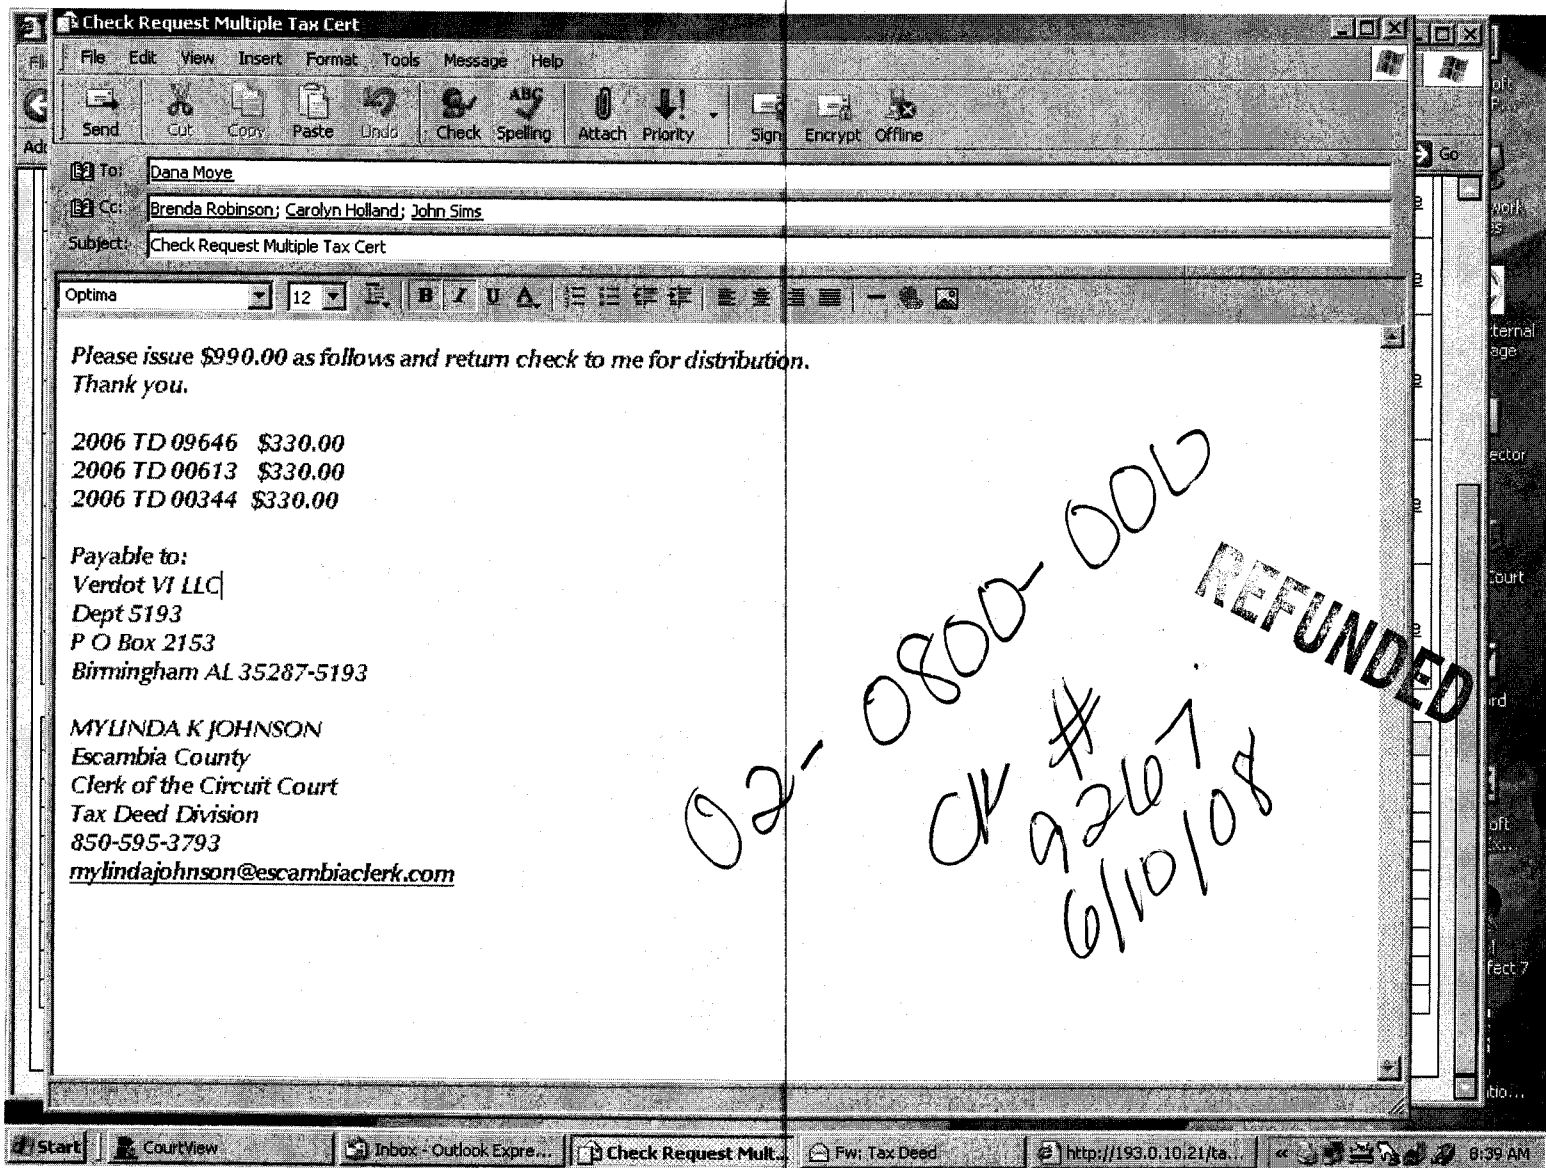 Check Request Multiple Tax Cert
File Edit View Insert Format Tools Message Help
Send Cut Copy Paste Undo Check Spelling Attach Priority Sign Encrypt Offline
Go
To: Dana Moye
Cc: Brenda Robinson; Carolyn Holland; John Sims
Subject: Check Request Multiple Tax Cert
Optima 12 B I U A
Please issue $990.00 as follows and return check to me for distribution.
Thank you.
2006 TD 09646 $330.00
2006 TD 00613 $330.00
2006 TD 00344 $330.00
Payable to:
Verdot VI LLC
Dept 5193
P O Box 2153
Birmingham AL 35287-5193
MYLINDA K JOHNSON
Escambia County
Clerk of the Circuit Court
Tax Deed Division
850-595-3793
mylindajohnson@escambiaclerk.com
02-0800-000
REFUNDED
CK #
9267
6/10/08
Start CourtView Inbox - Outlook Expre... Check Request Mult... Fw: Tax Deed http://193.0.10.21/ta... « 8:39 AM